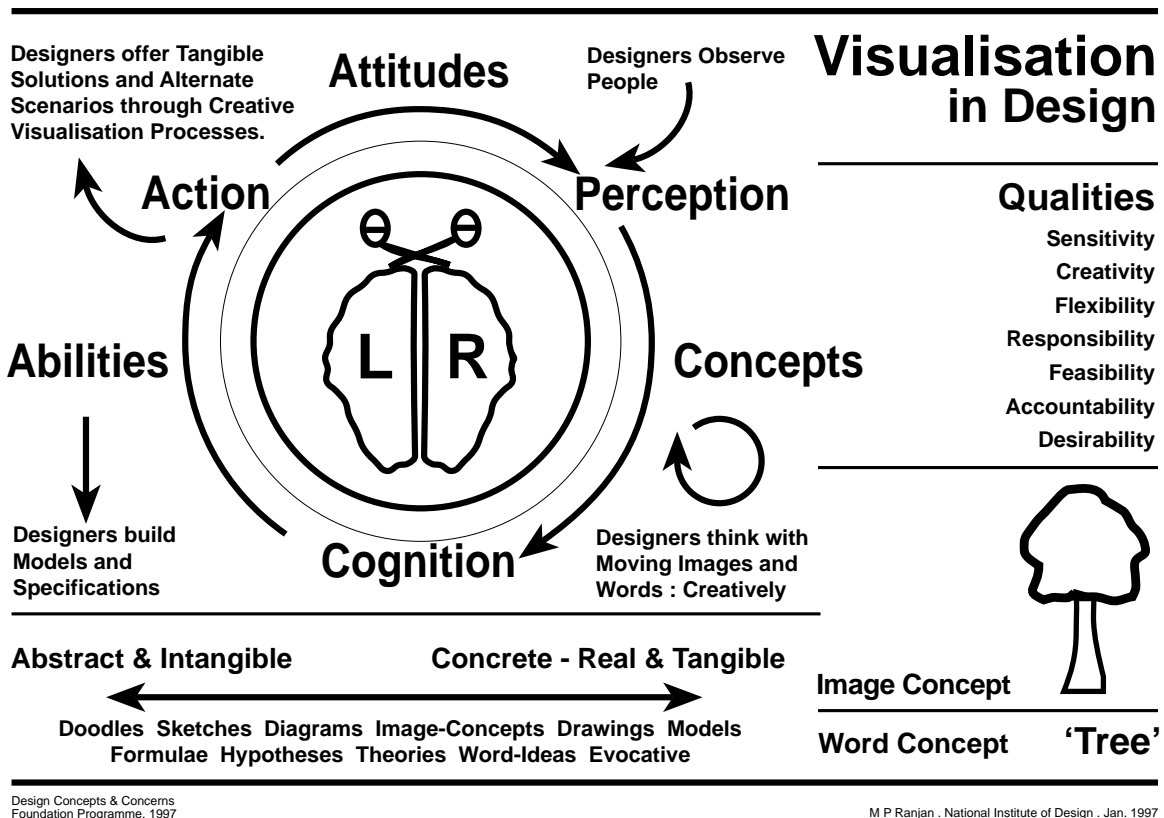 Visualisation
in Design
Designers offer Tangible
Solutions and Alternate
Scenarios through Creative
Visualisation Processes.
Attitudes
Designers Observe
People
Action
Perception
L R
Abilities
Concepts
Designers build
Models and
Specifications
Cognition
Designers think with
Moving Images and
Words : Creatively
Qualities
Sensitivity
Creativity
Flexibility
Responsibility
Feasibility
Accountability
Desirability
Image Concept
Word Concept ‘Tree’
Abstract & Intangible
Concrete - Real & Tangible
Doodles Sketches Diagrams Image-Concepts Drawings Models
Formulae Hypotheses Theories Word-Ideas Evocative
Design Concepts & Concerns
Foundation Programme, 1997
M P Ranjan . National Institute of Design . Jan. 1997